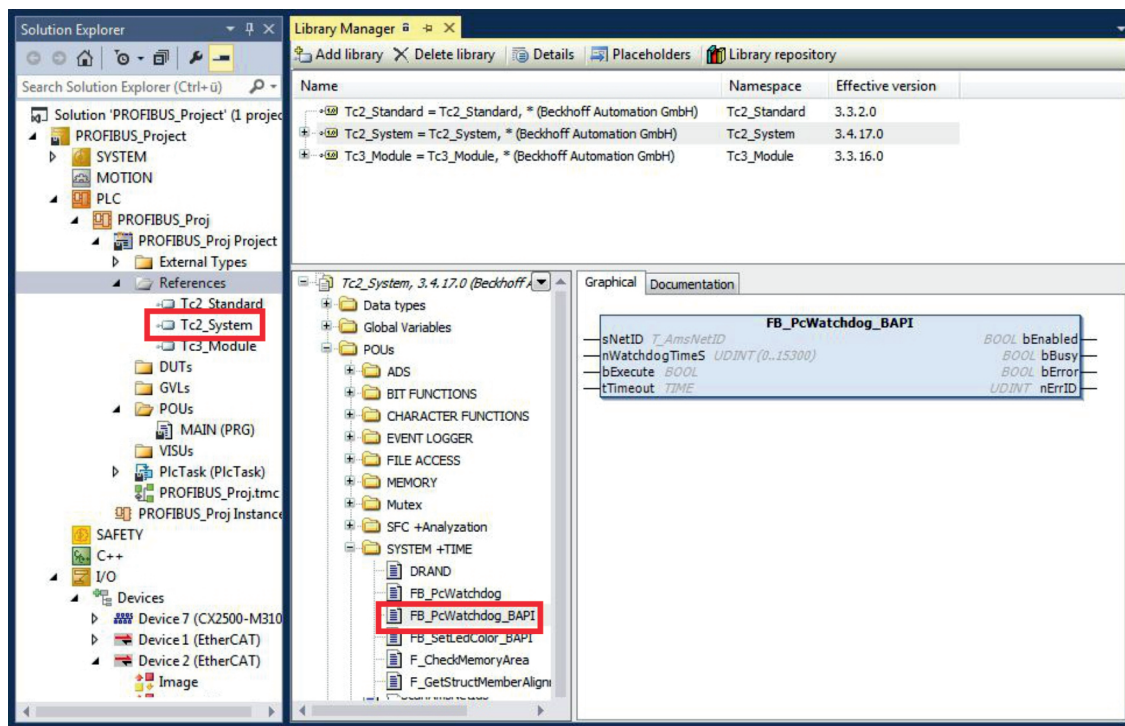 Solution Explorer
Search Solution Explorer (Ctrl+ü)
Solution 'PROFIBUS_Project' (1 projec
PROFIBUS_Project
SYSTEM
MOTION
PLC
PROFIBUS_Proj
PROFIBUS_Proj Project
External Types
References
Tc2_Standard
Tc2_System
Tc3_Module
DUTs
GVLs
POUs
MAIN (PRG)
VISUs
PlcTask (PlcTask)
PROFIBUS_Proj.tmc
PROFIBUS_Proj Instance
SAFETY
C++
I/O
Devices
Device 7 (CX2500-M310
Device 1 (EtherCAT)
Device 2 (EtherCAT)
Image
Library Manager
Add library Delete library Details Placeholders Library repository
Name Namespace Effective version
Tc2_Standard = Tc2_Standard, * (Beckhoff Automation GmbH) Tc2_Standard 3.3.2.0
Tc2_System = Tc2_System, * (Beckhoff Automation GmbH) Tc2_System 3.4.17.0
Tc3_Module = Tc3_Module, * (Beckhoff Automation GmbH) Tc3_Module 3.3.16.0
Tc2_System, 3.4.17.0 (Beckhoff A
Data types
Global Variables
POUs
ADS
BIT FUNCTIONS
CHARACTER FUNCTIONS
EVENT LOGGER
FILE ACCESS
MEMORY
Mutex
SFC +Analyzation
SYSTEM +TIME
DRAND
FB_PcWatchdog
FB_PcWatchdog_BAPI
FB_SetLedColor_BAPI
F_CheckMemoryArea
F_GetStructMemberAlignm
Graphical Documentation
FB_PcWatchdog_BAPI
sNetID T_AmsNetID BOOL bEnabled
nWatchdogTimeS UDINT (0..15300) BOOL bBusy
bExecute BOOL BOOL bError
tTimeout TIME UDINT nErrID